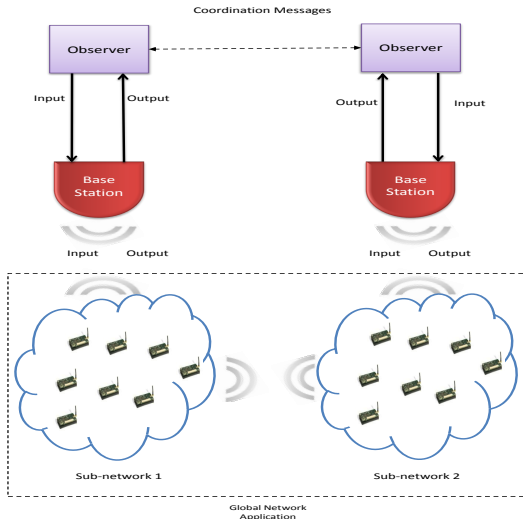 Coordination Messages
Observer
Observer
Input
Output
Output
Input
Base
Station
Base
Station
Input
Output
Input
Output
Sub-network 1
Sub-network 2
Global Network
Application